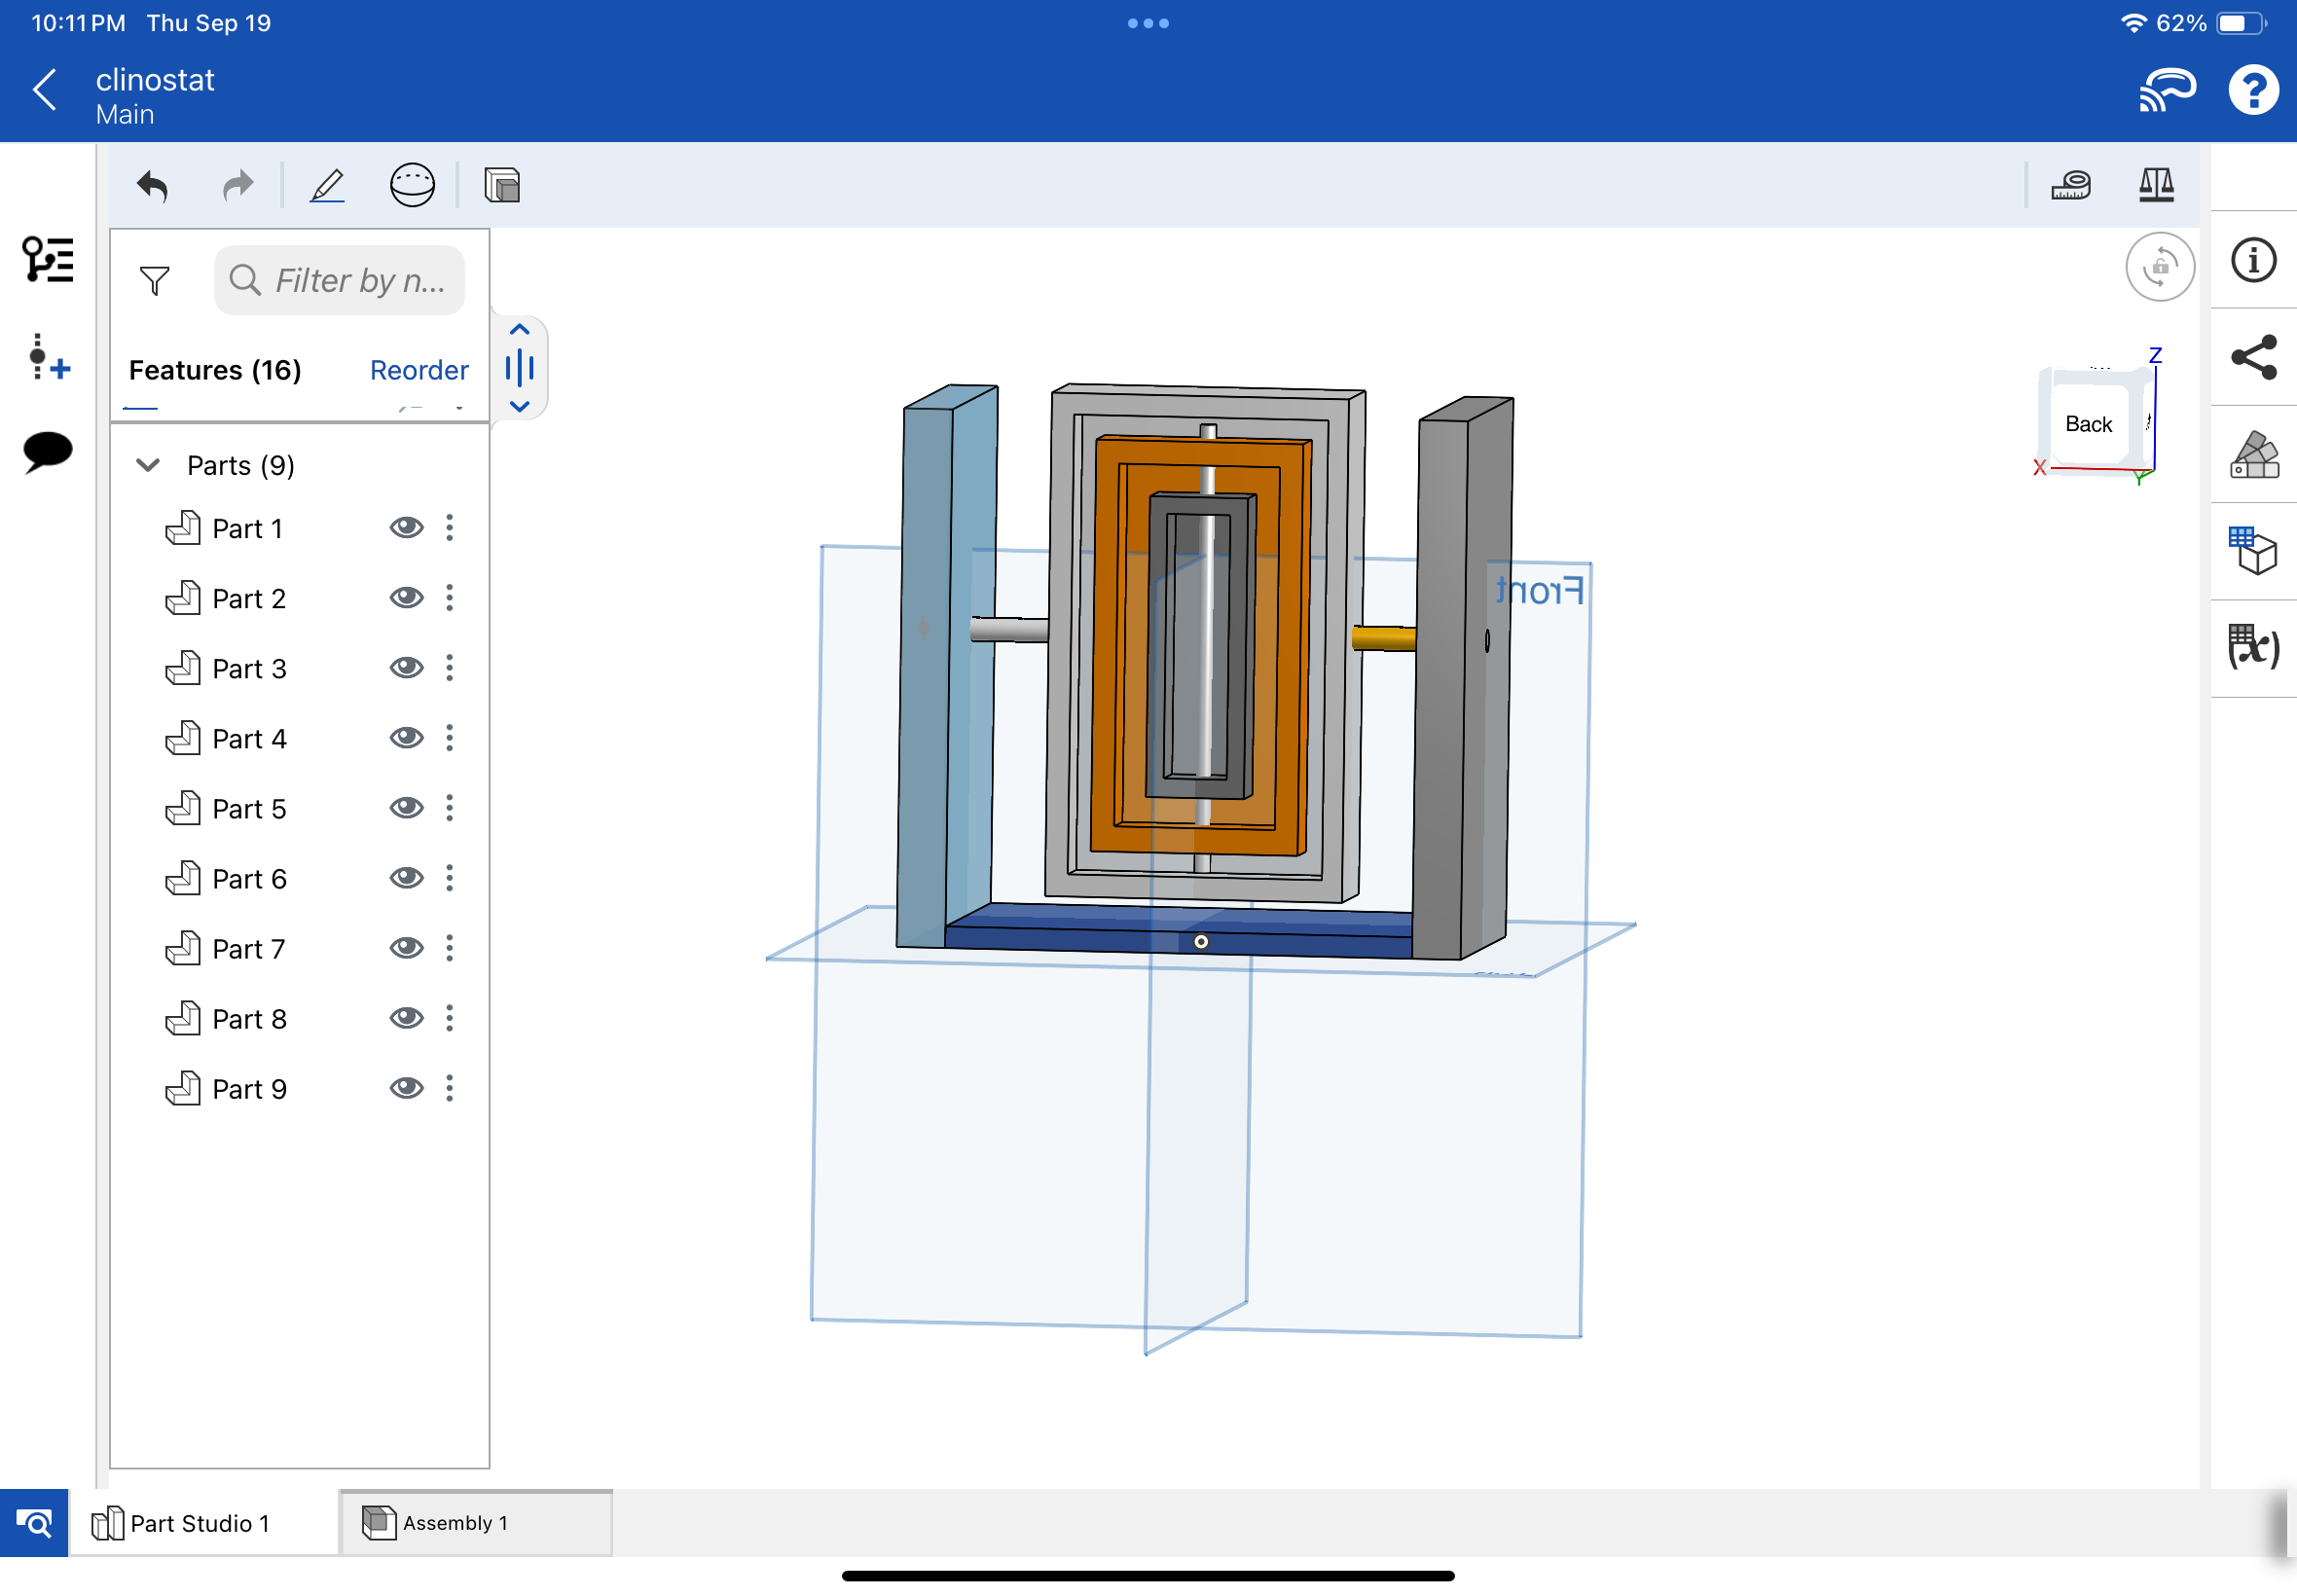 10:11 PM Thu Sep 19
62%
clinostat
Main
?
Filter by n...
Features (16) Reorder
Parts (9)
Part 1
Part 2
Part 3
Part 4
Part 5
Part 6
Part 7
Part 8
Part 9
Front
Z
Back
X
Y
i
(x)
Part Studio 1
Assembly 1